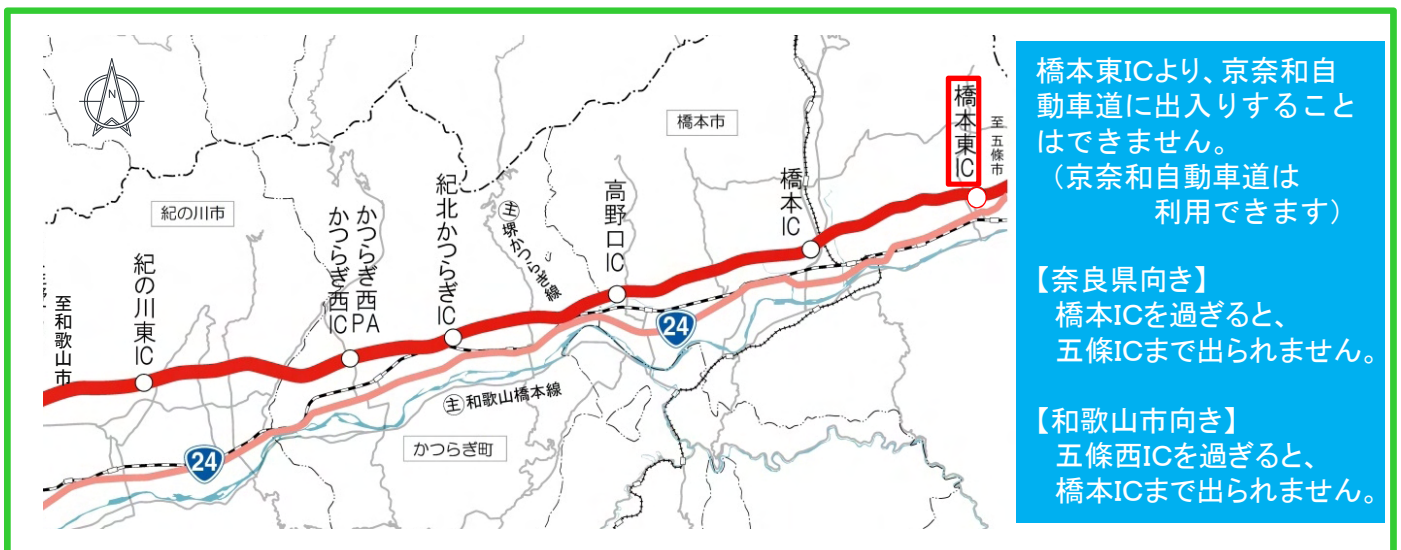 N
橋本市
橋本東IC
至五條市
橋本IC
高野口IC
紀北かつらぎIC
主堺かつらぎ線
かつらぎ西PA
かつらぎ西IC
紀の川市
紀の川東IC
至和歌山市
24
24
主和歌山橋本線
かつらぎ町
橋本東ICより、京奈和自
動車道に出入りすること
はできません。
（京奈和自動車道は
利用できます）
【奈良県向き】
橋本ICを過ぎると、
五條ICまで出られません。
【和歌山市向き】
五條西ICを過ぎると、
橋本ICまで出られません。